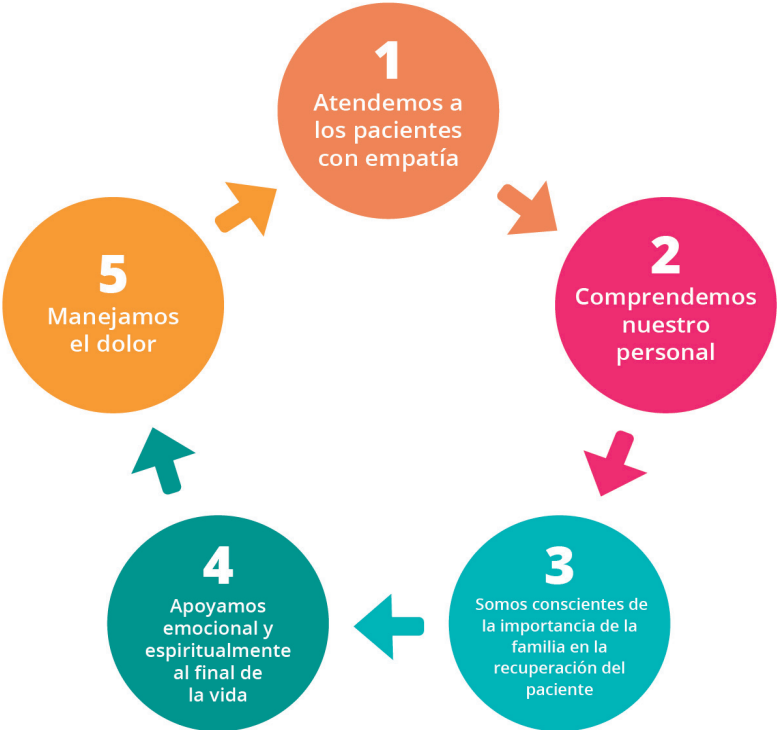 1
Atendemos a
los pacientes
con empatía
2
Comprendemos
nuestro
personal
3
Somos conscientes de
la importancia de la
familia en la
recuperación del
paciente
4
Apoyamos
emocional y
espiritualmente
al final de
la vida
5
Manejamos
el dolor